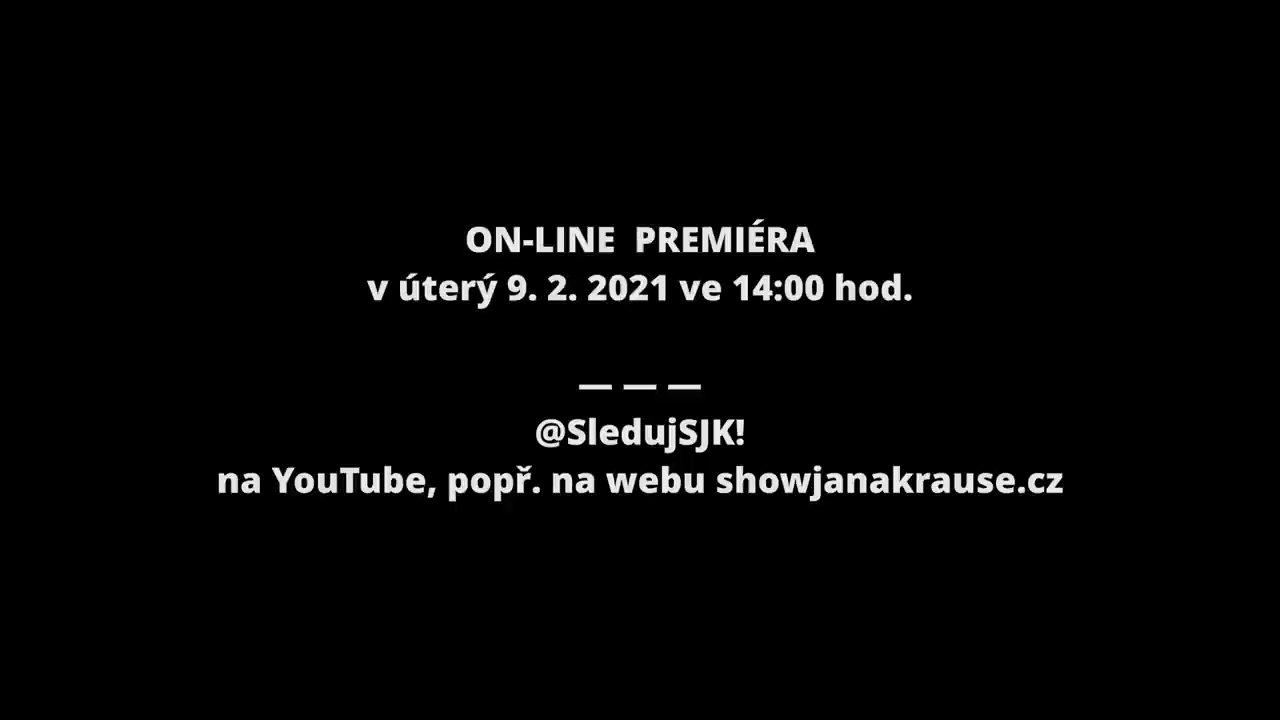 ON-LINE PREMIÉRA
v úterý 9. 2. 2021 ve 14:00 hod.
— — —
@SledujSJK!
na YouTube, popř. na webu showjanakrause.cz